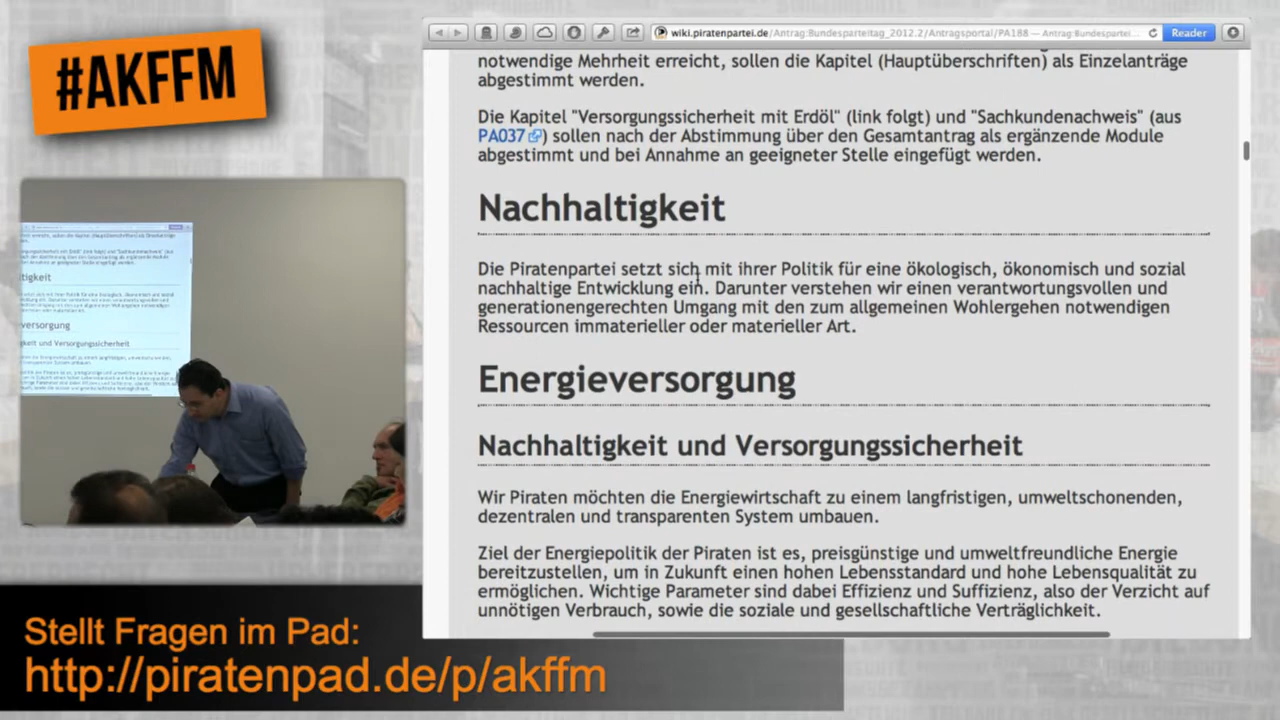 #AKFFM
wiki.piratenpartei.de/Antrag:Bundesparteitag_2012.2/Antragsportal/PA188 — Antrag:Bundespartei...
Reader
notwendige Mehrheit erreicht, sollen die Kapitel (Hauptüberschriften) als Einzelanträge
abgestimmt werden.
Die Kapitel "Versorgungssicherheit mit Erdöl" (link folgt) und "Sachkundenachweis" (aus
PA037) sollen nach der Abstimmung über den Gesamtantrag als ergänzende Module
abgestimmt und bei Annahme an geeigneter Stelle eingefügt werden.
Nachhaltigkeit
Die Piratenpartei setzt sich mit ihrer Politik für eine ökologisch, ökonomisch und sozial
nachhaltige Entwicklung ein. Darunter verstehen wir einen verantwortungsvollen und
generationengerechten Umgang mit den zum allgemeinen Wohlergehen notwendigen
Ressourcen immaterieller oder materieller Art.
Energieversorgung
Nachhaltigkeit und Versorgungssicherheit
Wir Piraten möchten die Energiewirtschaft zu einem langfristigen, umweltschonenden,
dezentralen und transparenten System umbauen.
Ziel der Energiepolitik der Piraten ist es, preisgünstige und umweltfreundliche Energie
bereitzustellen, um in Zukunft einen hohen Lebensstandard und hohe Lebensqualität zu
ermöglichen. Wichtige Parameter sind dabei Effizienz und Suffizienz, also der Verzicht auf
unnötigen Verbrauch, sowie die soziale und gesellschaftliche Verträglichkeit.
Stellt Fragen im Pad:
http://piratenpad.de/p/akffm